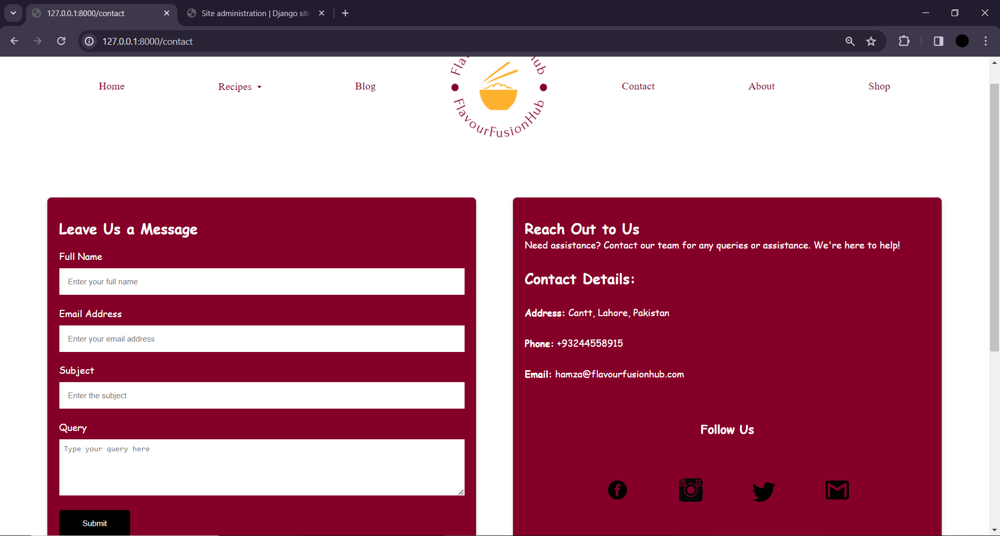 127.0.0.1:8000/contact
Site administration | Django site
127.0.0.1:8000/contact
Home
Recipes
Blog
Contact
About
Shop
Fla
Hub
FlavourFusionHub
Leave Us a Message
Full Name
Enter your full name
Email Address
Enter your email address
Subject
Enter the subject
Query
Type your query here
Submit
Reach Out to Us
Need assistance? Contact our team for any queries or assistance. We're here to help!
Contact Details:
Address: Cantt, Lahore, Pakistan
Phone: +93244558915
Email: hamza@flavourfusionhub.com
Follow Us